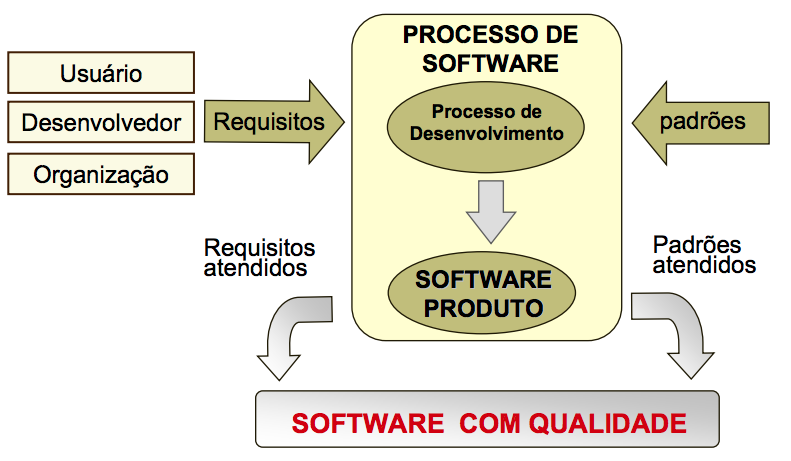 PROCESSO DE
SOFTWARE
Usuário
Desenvolvedor
Organização
Requisitos
Processo de
Desenvolvimento
padrões
Requisitos
atendidos
SOFTWARE
PRODUTO
Padrões
atendidos
SOFTWARE COM QUALIDADE